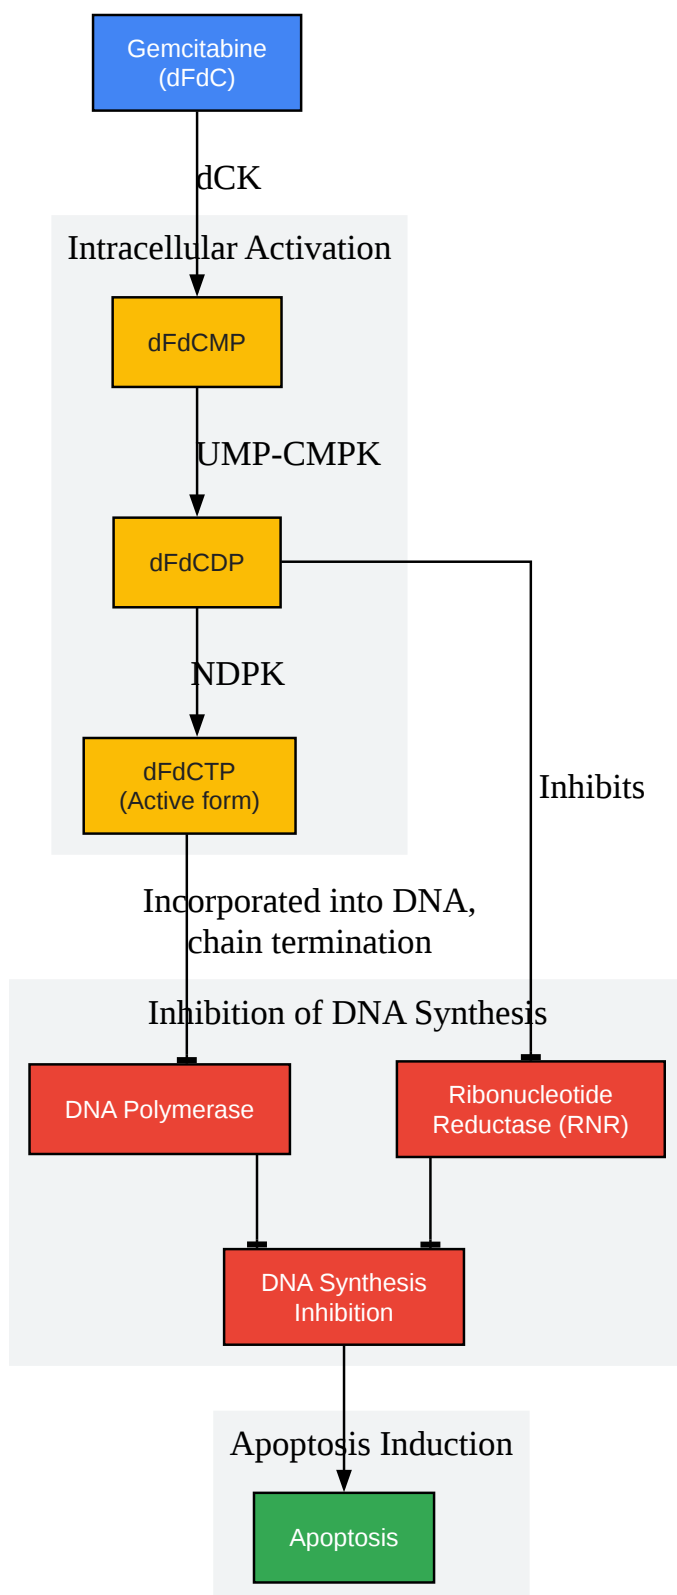 Gemcitabine
(dFdC)
dCK
Intracellular Activation
dFdCMP
UMP-CMPK
dFdCDP
NDPK
dFdCTP
(Active form)
Inhibits
Incorporated into DNA,
chain termination
Inhibition of DNA Synthesis
DNA Polymerase
Ribonucleotide
Reductase (RNR)
DNA Synthesis
Inhibition
Apoptosis Induction
Apoptosis